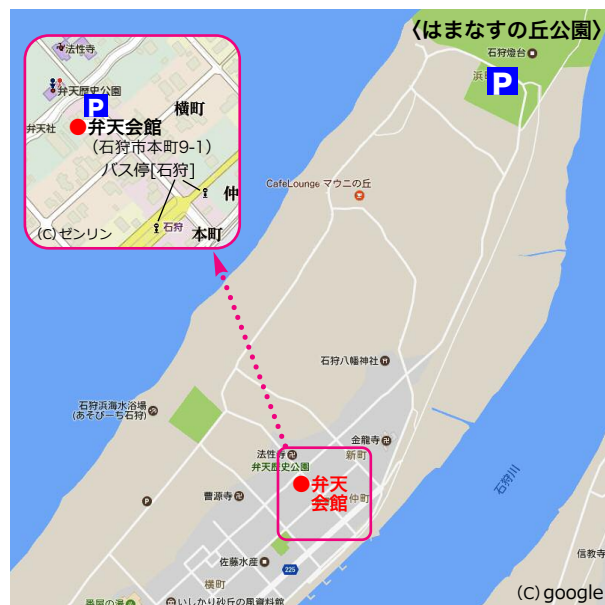 〈はまなすの丘公園〉
石狩燈台
浜
P
法性寺
弁天歴史公園
P
横町
弁天社
弁天会館
(石狩市本町9-1)
バス停[石狩]
仲
石狩
本町
(C)ゼンリン
CafeLounge マウニの丘
石狩八幡神社
石狩浜海水浴場
(あそびーち石狩)
金龍寺
法性寺
新町
弁天歴史公園
弁天
会館
仲町
曹源寺
P
石狩川
佐藤水産
225
横町
信教寺
番屋の湯
いしかり砂丘の風資料館
(C)google